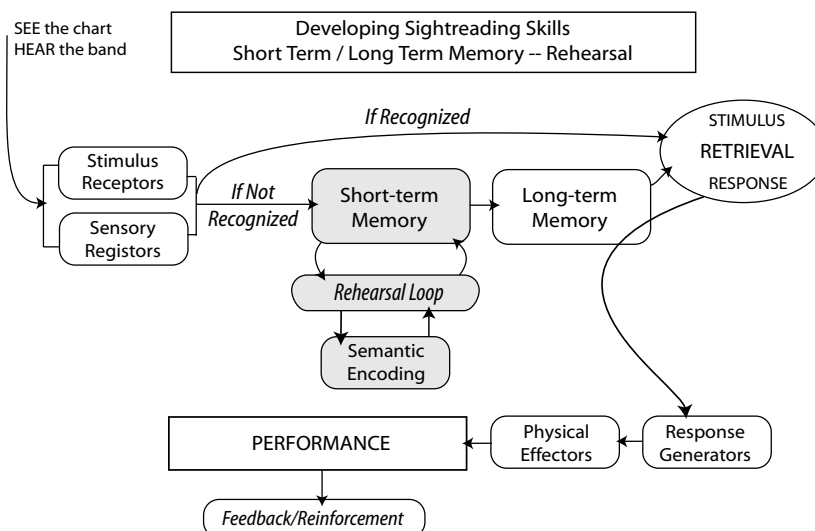 SEE the chart
HEAR the band
Developing Sightreading Skills
Short Term / Long Term Memory -- Rehearsal
If Recognized
STIMULUS
RETRIEVAL
RESPONSE
Stimulus
Receptors
If Not
Recognized
Short-term
Memory
Long-term
Memory
Sensory
Registors
Rehearsal Loop
Semantic
Encoding
PERFORMANCE
Physical
Effectors
Response
Generators
Feedback/Reinforcement